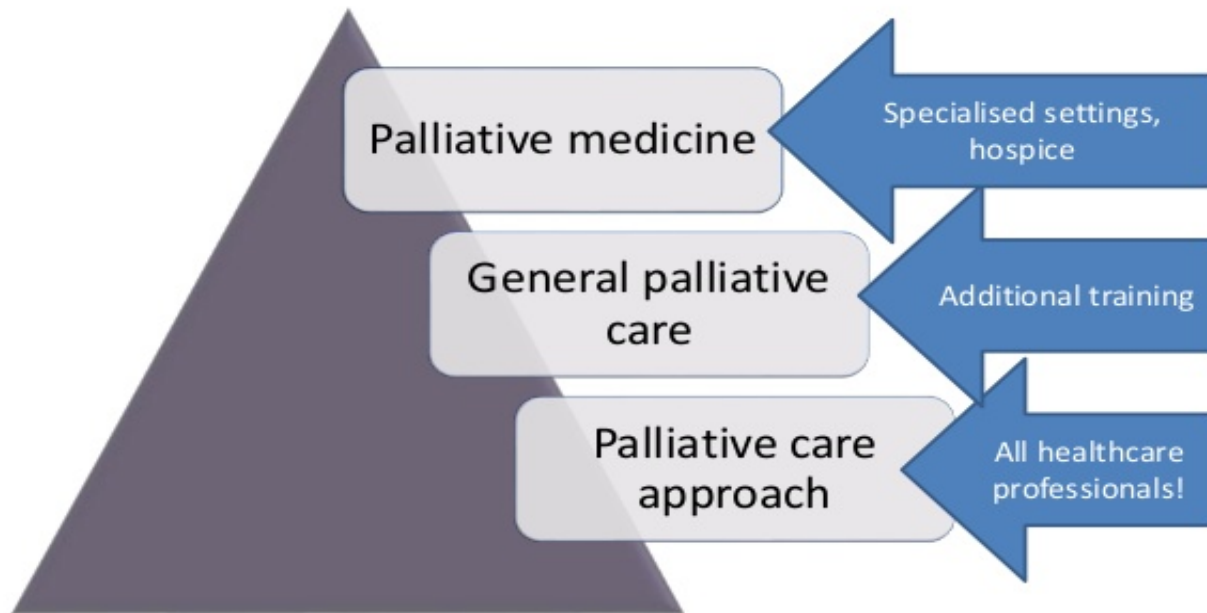 Palliative medicine
Specialised settings,
hospice
General palliative
care
Additional training
Palliative care
approach
All healthcare
professionals!